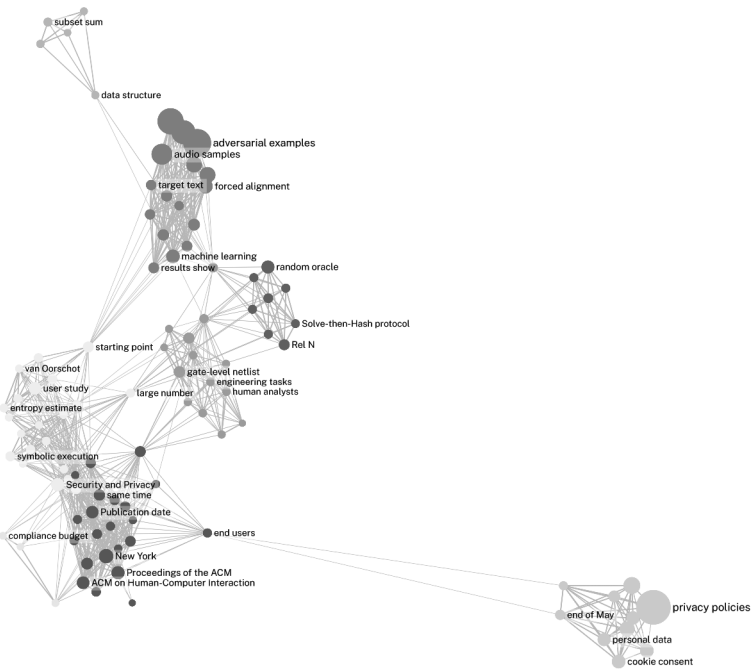 subset sum
data structure
adversarial examples
audio samples
target text
forced alignment
machine learning
results show
random oracle
Solve-then-Hash protocol
Rel N
starting point
van Oorschot
gate-level netlist
engineering tasks
user study
human analysts
large number
entropy estimate
symbolic execution
Security and Privacy
same time
Publication date
compliance budget
end users
New York
Proceedings of the ACM
ACM on Human-Computer Interaction
privacy policies
end of May
personal data
cookie consent